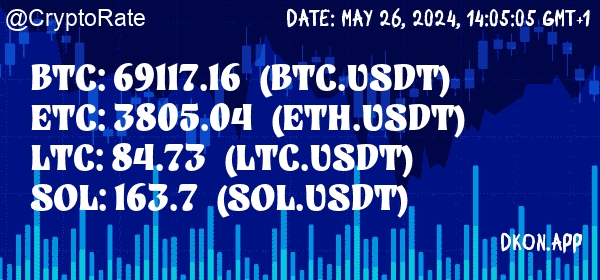 @CryptoRate
DATE: MAY 26, 2024, 14:05:05 GMT+1
BTC: 69117.16 (BTC.USDT)
ETC: 3805.04 (ETH.USDT)
LTC: 84.73 (LTC.USDT)
SOL: 163.7 (SOL.USDT)
DKON.APP